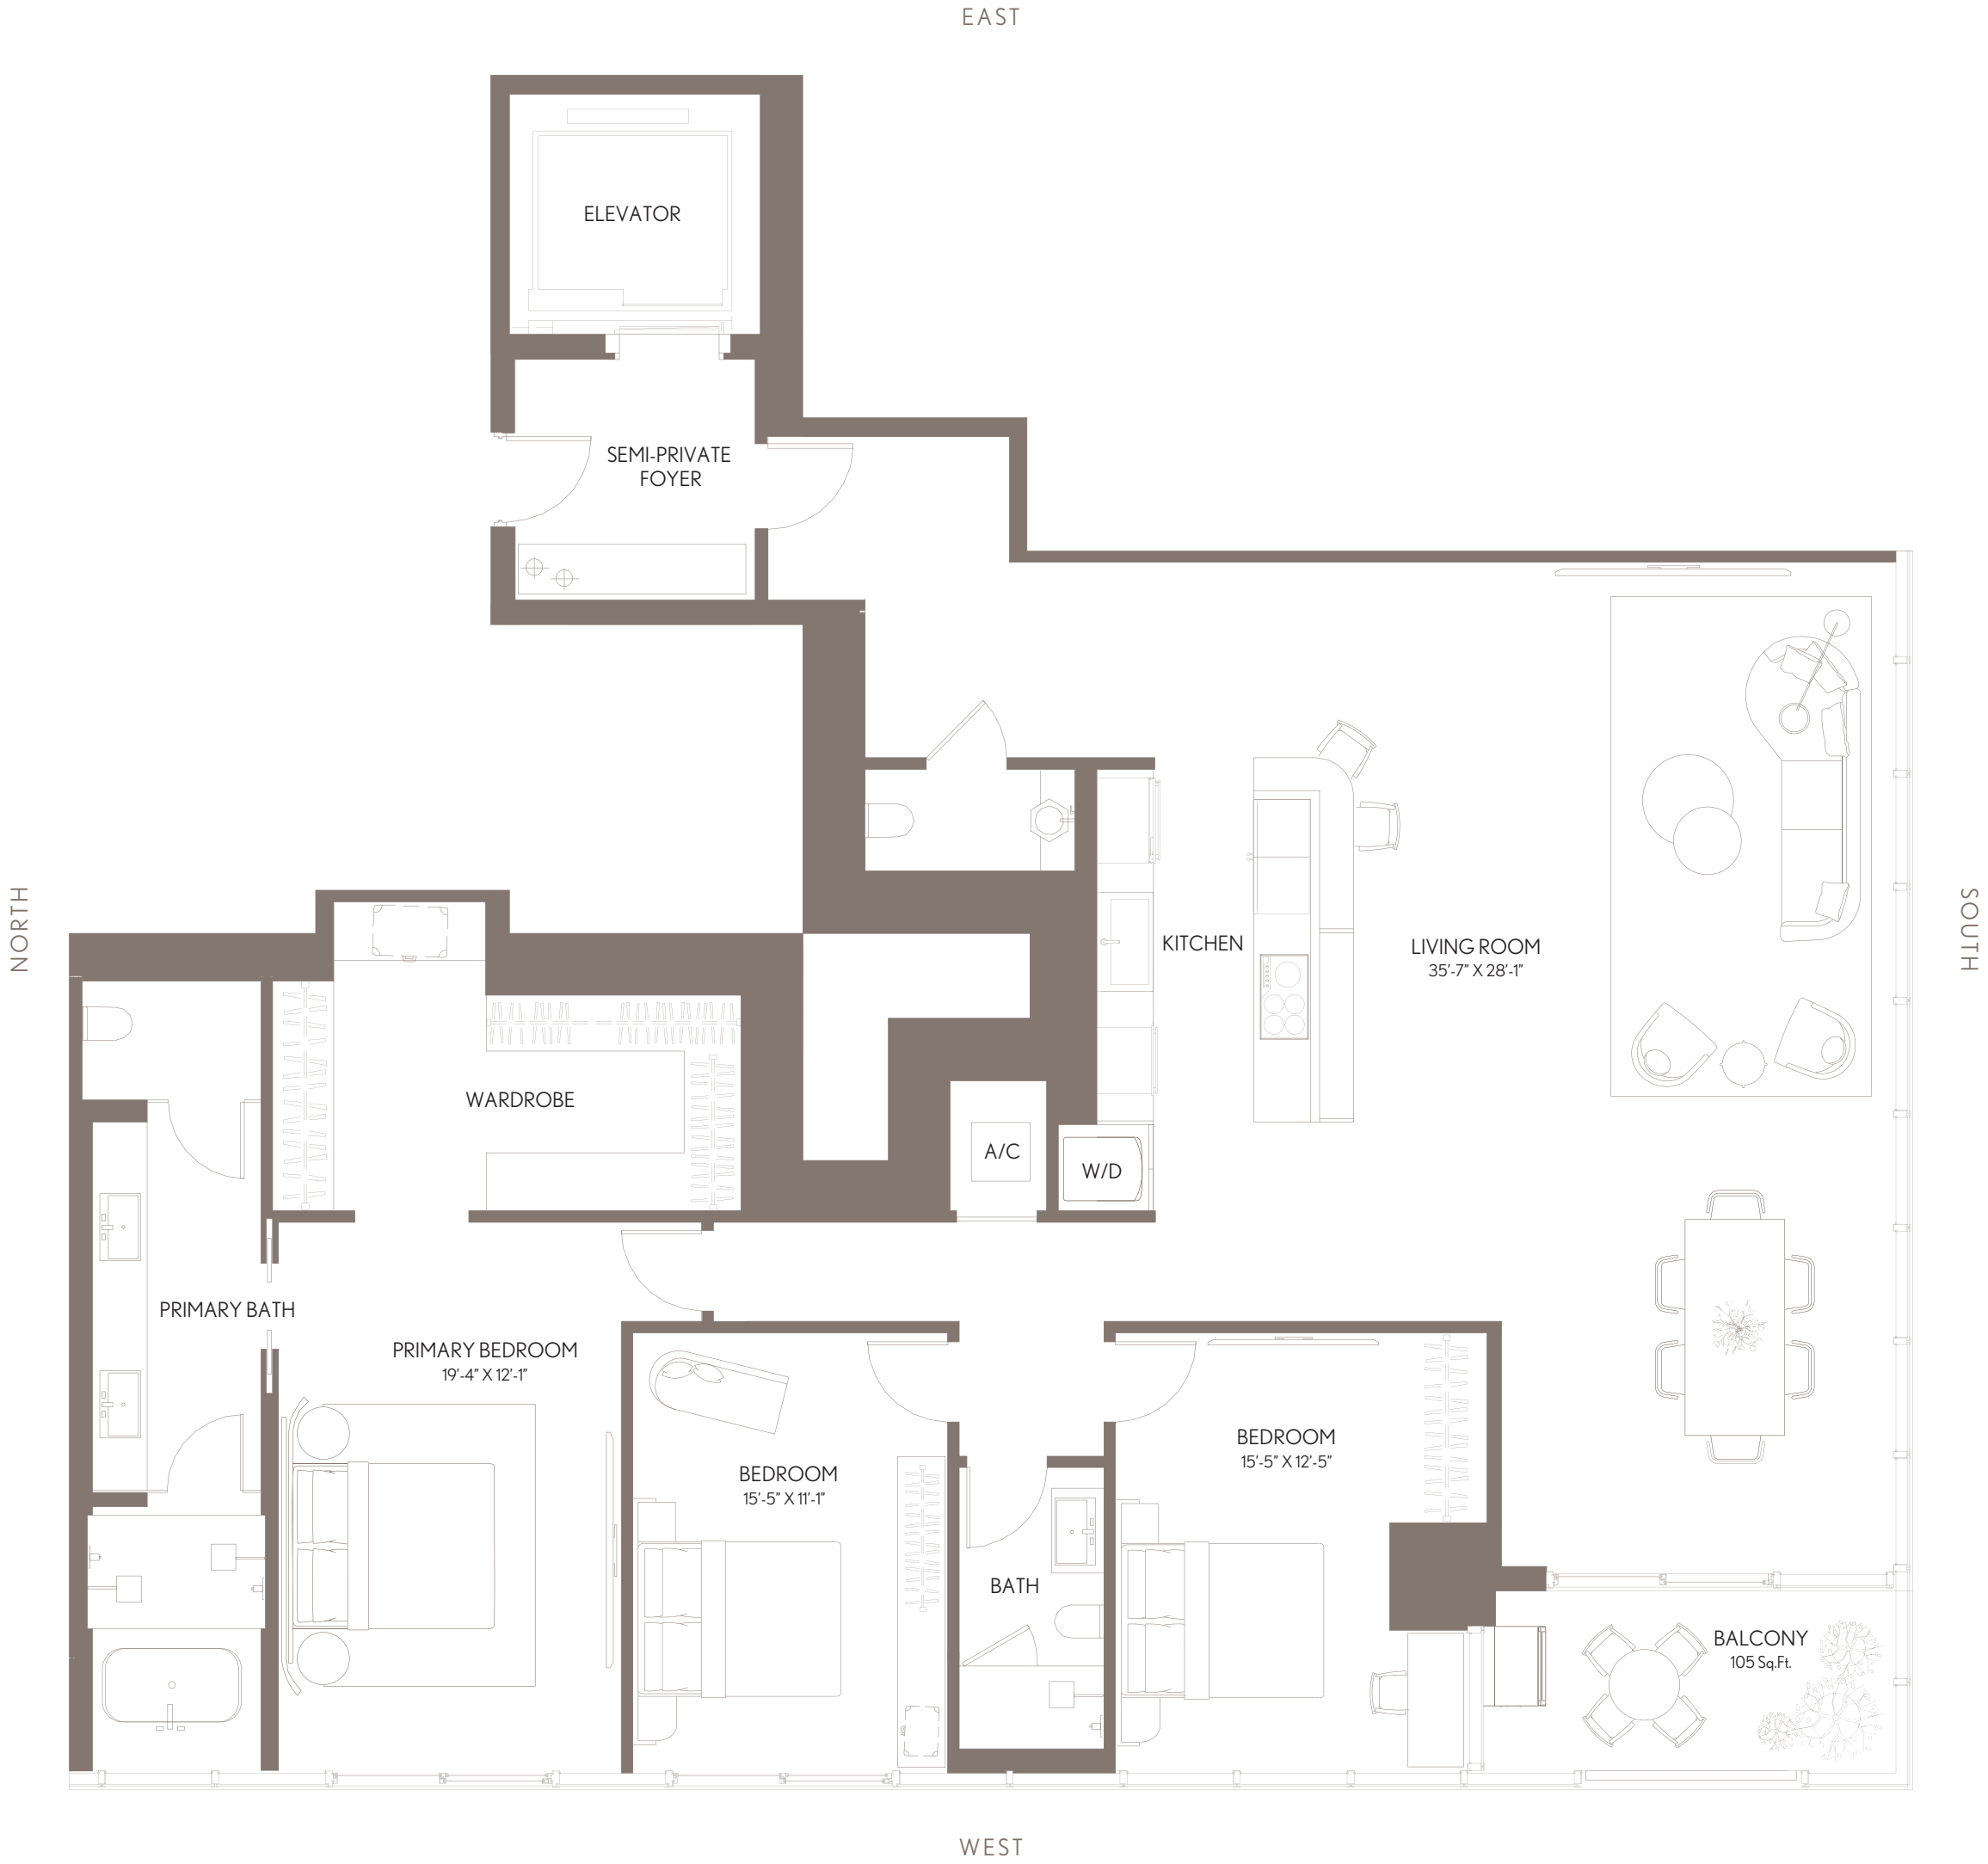 EAST
ELEVATOR
SEMI-PRIVATE
FOYER
NORTH
SOUTH
KITCHEN
LIVING ROOM
35'-7" X 28'-1"
WARDROBE
A/C
W/D
PRIMARY BATH
PRIMARY BEDROOM
19'-4" X 12'-1"
BEDROOM
15'-5" X 12'-5"
BEDROOM
15'-5" X 11'-1"
BATH
BALCONY
105 Sq.Ft.
WEST